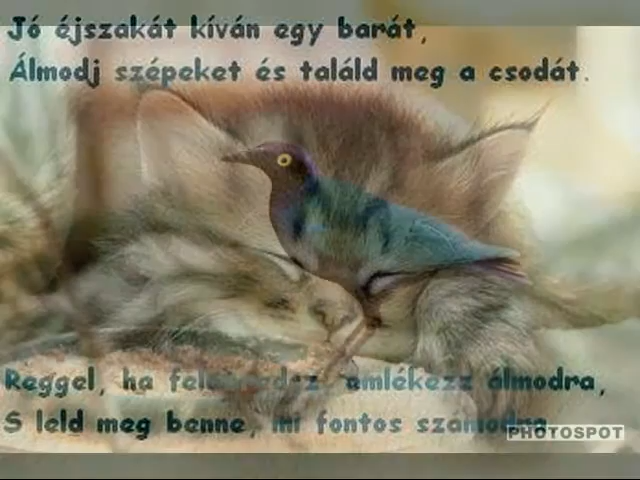 Jó éjszakát kíván egy barát,
Álmodj szépeket és találd meg a csodát.
Reggel, ha felébredsz, emlékezz álmodra,
S leld meg benne, mi fontos számodra.
PHOTOSPOT